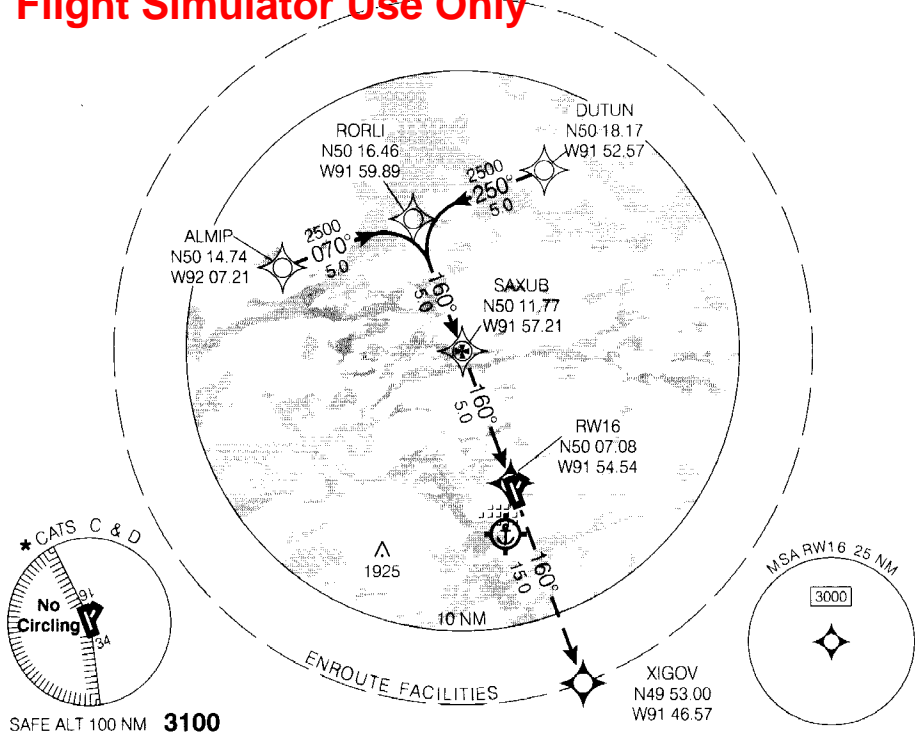 Flight Simulator Use Only
DUTUN
N50 18.17
W91 52.57
RORLI
N50 16.46
W91 59.89
2500
250°
5.0
ALMIP
N50 14.74
W92 07.21
2500
070°
5.0
160°
5.0
SAXUB
N50 11.77
W91 57.21
160°
5.0
RW16
N50 07.08
W91 54.54
1925
160°
15.0
10 NM
ENROUTE FACILITIES
XIGOV
N49 53.00
W91 46.57
* CATS C & D
No
Circling
16
34
SAFE ALT 100 NM 3100
MSA RW16 25 NM
3000